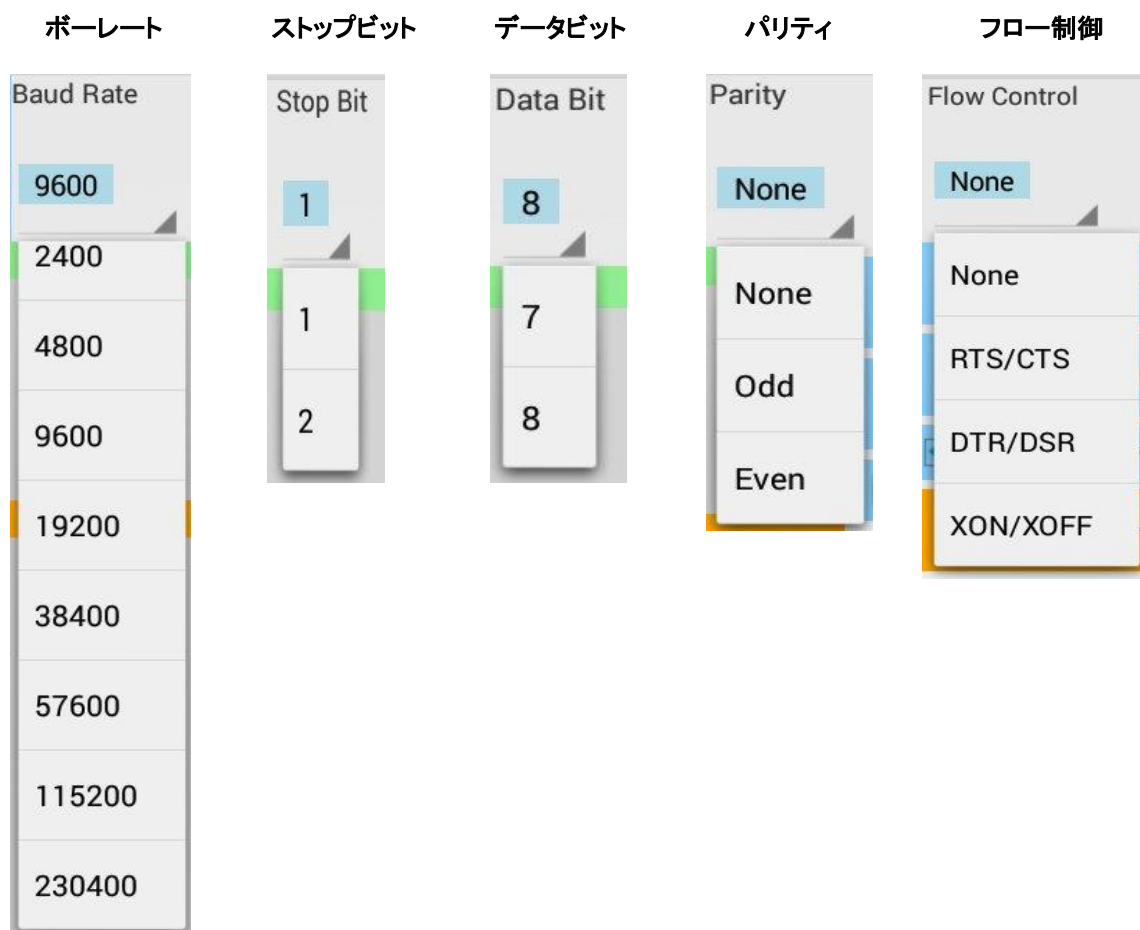 ボーレート
ストップビット
データビット
パリティ
フロー制御
Baud Rate
9600
2400
4800
9600
19200
38400
57600
115200
230400
Stop Bit
1
1
2
Data Bit
8
7
8
Parity
None
None
Odd
Even
Flow Control
None
None
RTS/CTS
DTR/DSR
XON/XOFF